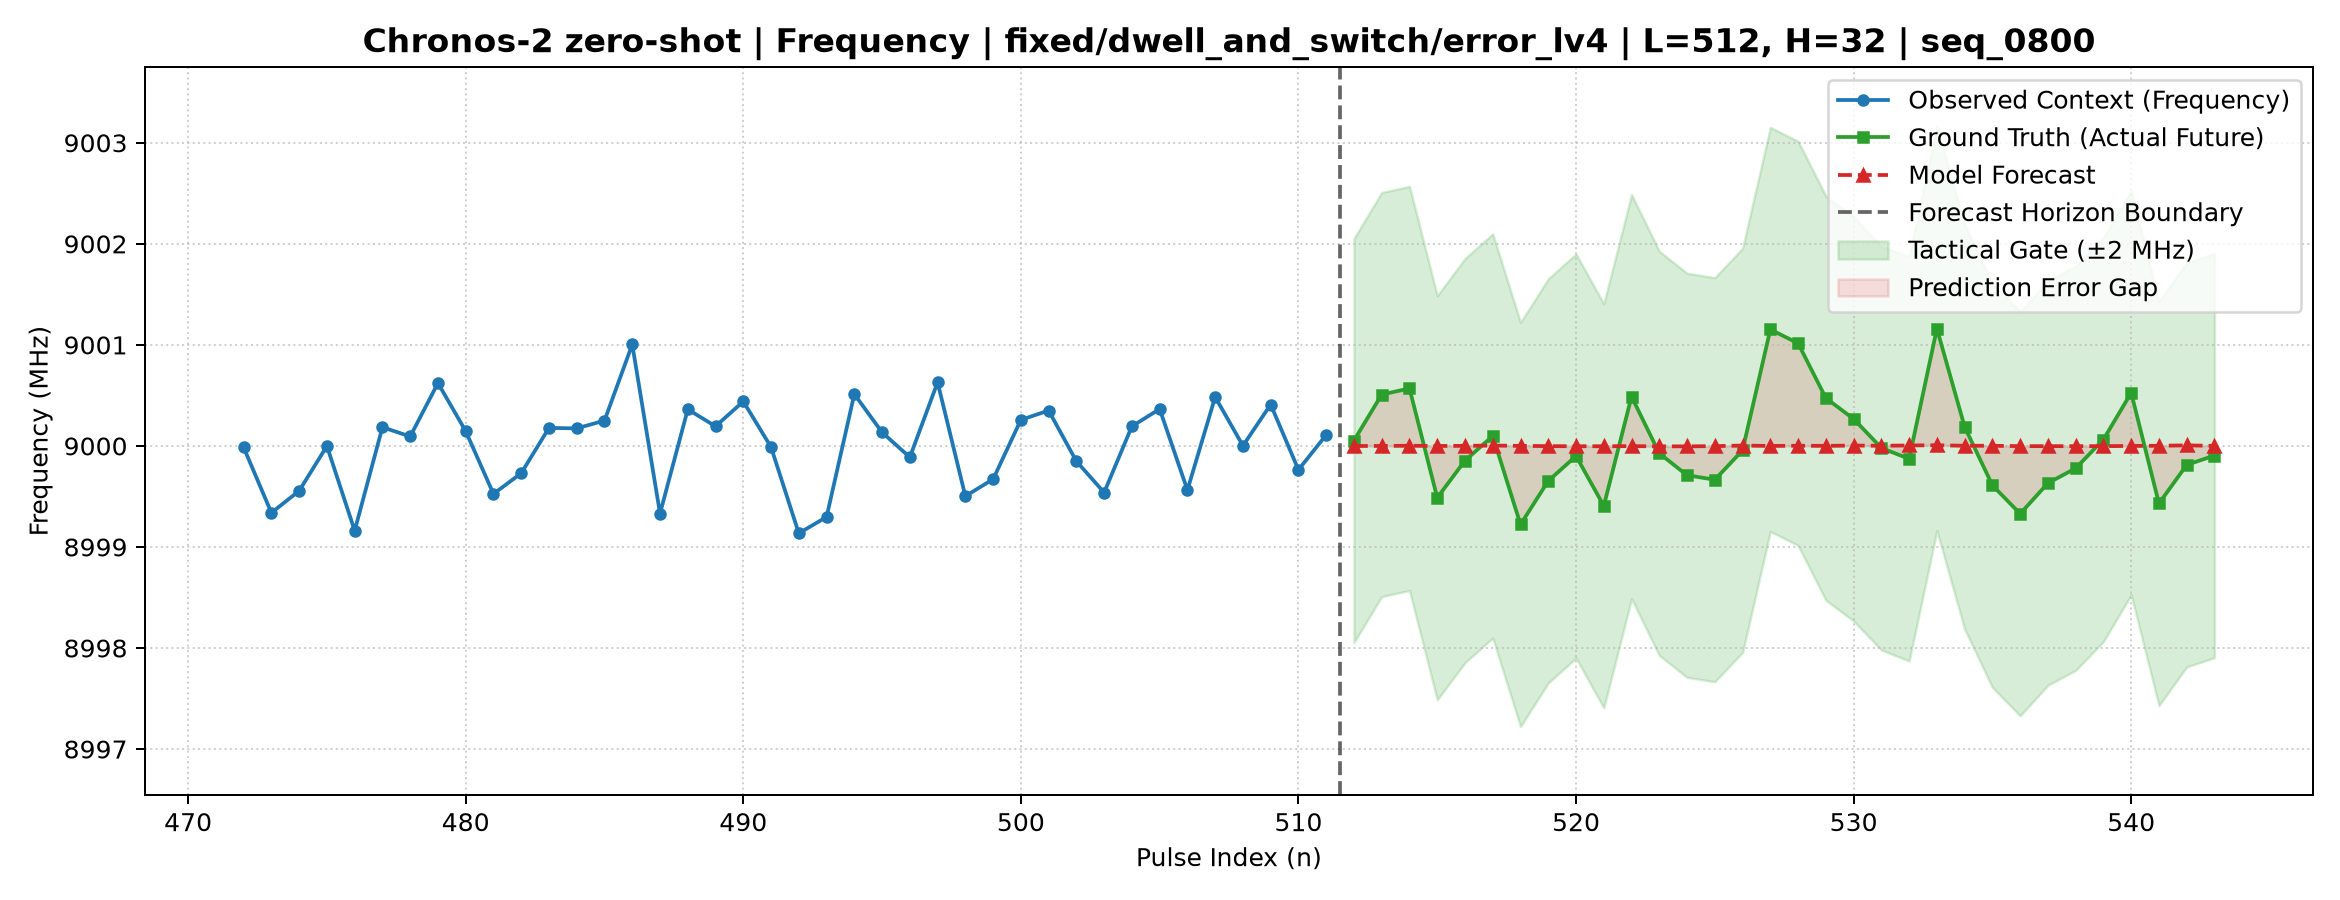 Chronos-2 zero-shot | Frequency | fixed/dwell_and_switch/error_lv4 | L=512, H=32 | seq_0800
Observed Context (Frequency)
Ground Truth (Actual Future)
Model Forecast
Forecast Horizon Boundary
Tactical Gate (±2 MHz)
Prediction Error Gap
Frequency (MHz)
9003
9002
9001
9000
8999
8998
8997
470 480 490 500 510 520 530 540
Pulse Index (n)